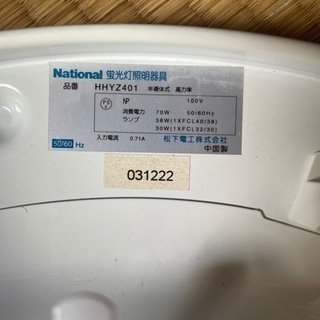 National 蛍光灯照明器具
品番 HHYZ401 半導体式 高力率
PS E NP 100V
消費電力 70W 50/60Hz
ランプ 38W(1XFCL40/38)
30W(1XFCL32/30)
50/60 Hz 入力電流 0.71A 松下電工株式会社
中国製
031222